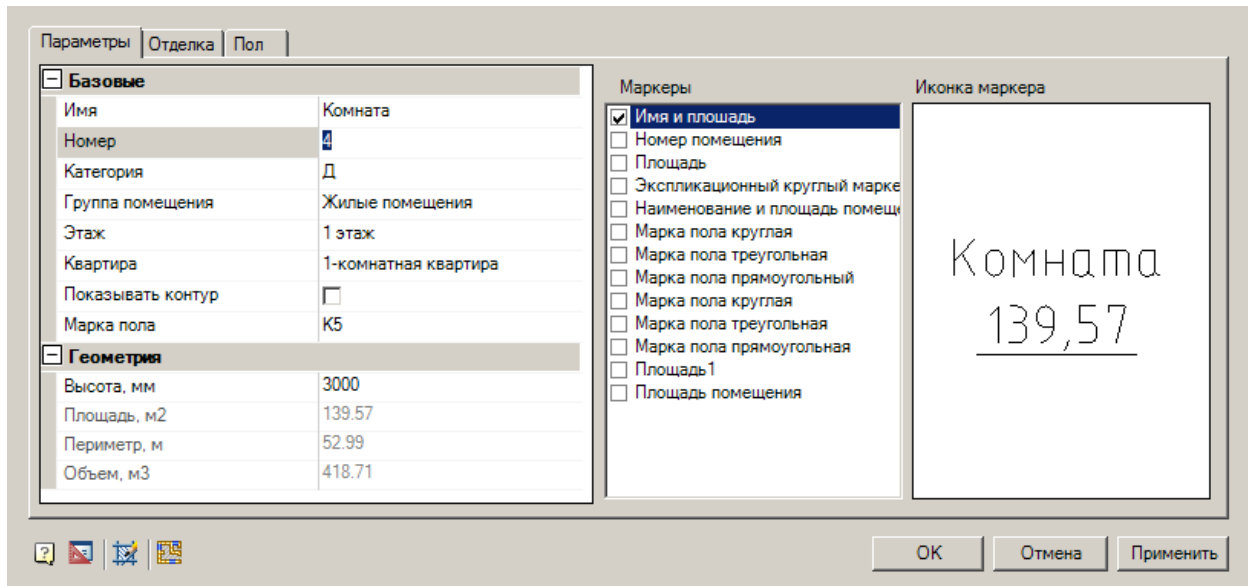 Параметры Отделка Пол
Базовые
Имя Комната
Номер 4
Категория Д
Группа помещения Жилые помещения
Этаж 1 этаж
Квартира 1-комнатная квартира
Показывать контур
Марка пола К5
Геометрия
Высота, мм 3000
Площадь, м2 139.57
Периметр, м 52.99
Объем, м3 418.71
Маркеры
Имя и плошадь
Номер помещения
Площадь
Экспликационный круглый марке
Наименование и площадь помещ
Марка пола круглая
Марка пола треугольная
Марка пола прямоугольный
Марка пола круглая
Марка пола треугольная
Марка пола прямоугольная
Площадь1
Площадь помещения
Иконка маркера
Комната
139,57
OK Отмена Применить